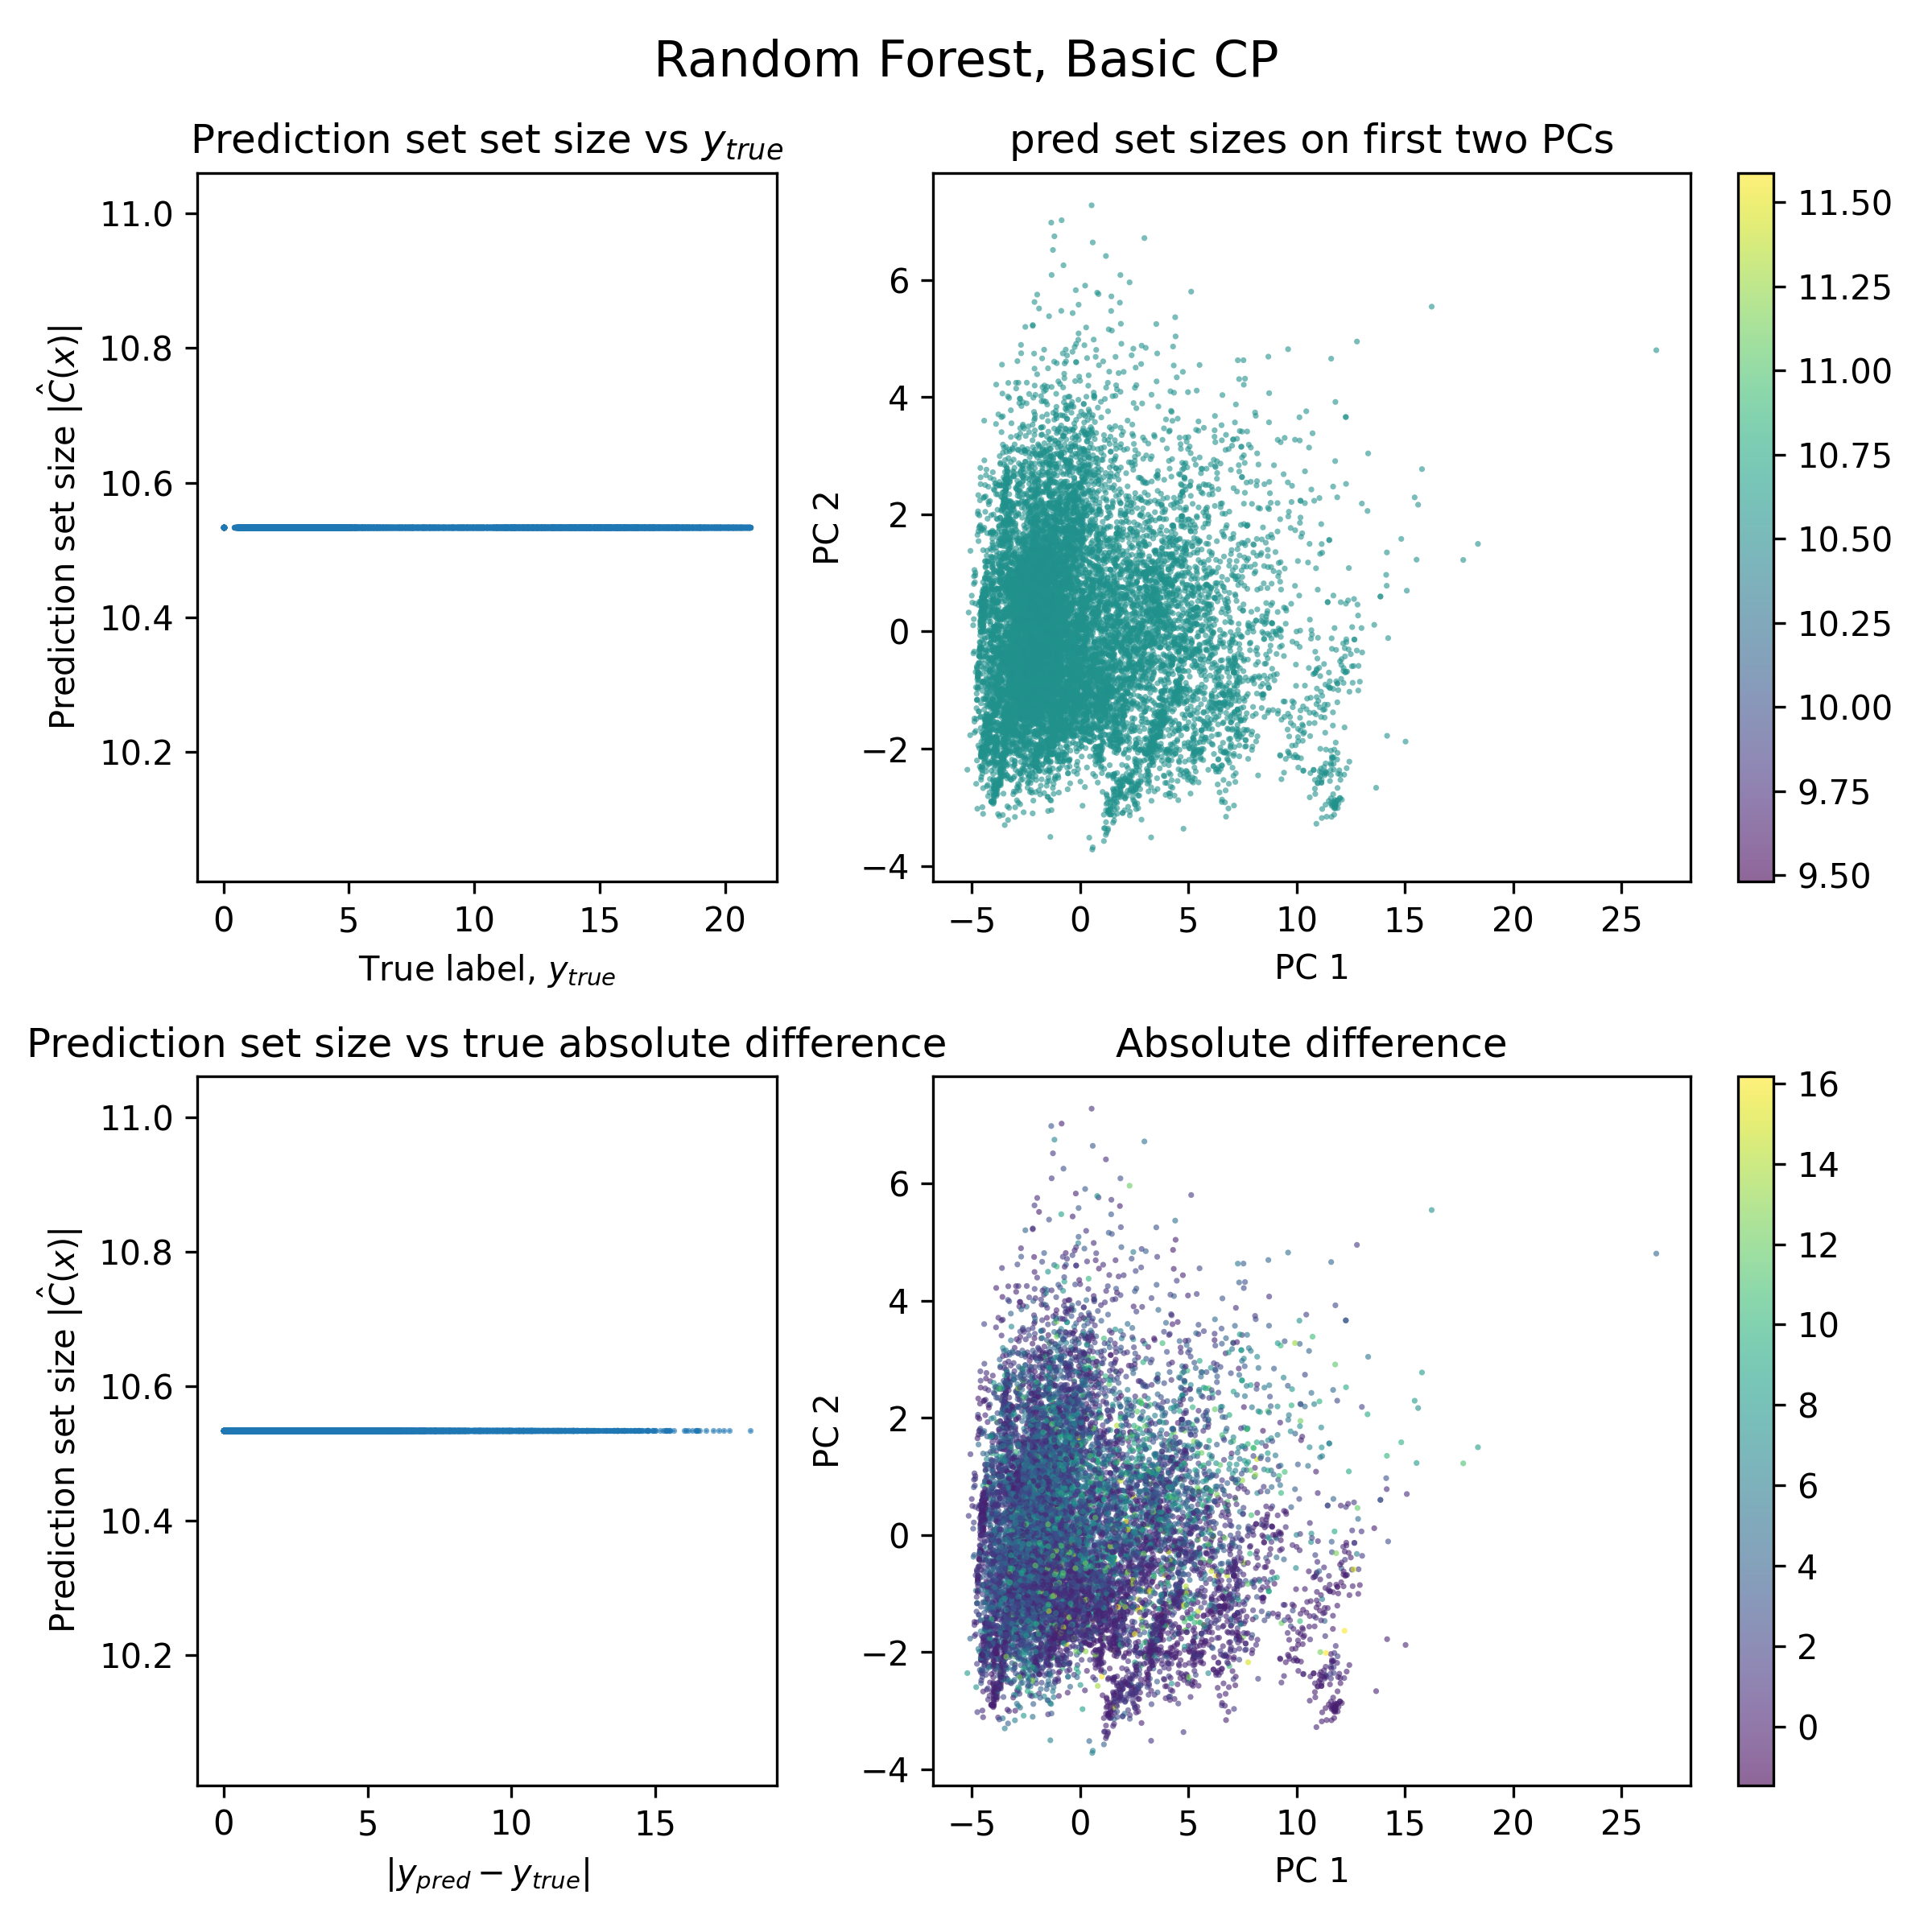 Random Forest, Basic CP
Prediction set set size vs y_true
11.0
10.8
10.6
10.4
10.2
Prediction set size |Ĉ(x)|
0 5 10 15 20
True label, y_true
pred set sizes on first two PCs
6
4
2
0
−2
−4
PC 2
−5 0 5 10 15 20 25
PC 1
11.50
11.25
11.00
10.75
10.50
10.25
10.00
9.75
9.50
Prediction set size vs true absolute difference
11.0
10.8
10.6
10.4
10.2
Prediction set size |Ĉ(x)|
0 5 10 15
|y_pred − y_true|
Absolute difference
6
4
2
0
−2
−4
PC 2
−5 0 5 10 15 20 25
PC 1
16
14
12
10
8
6
4
2
0